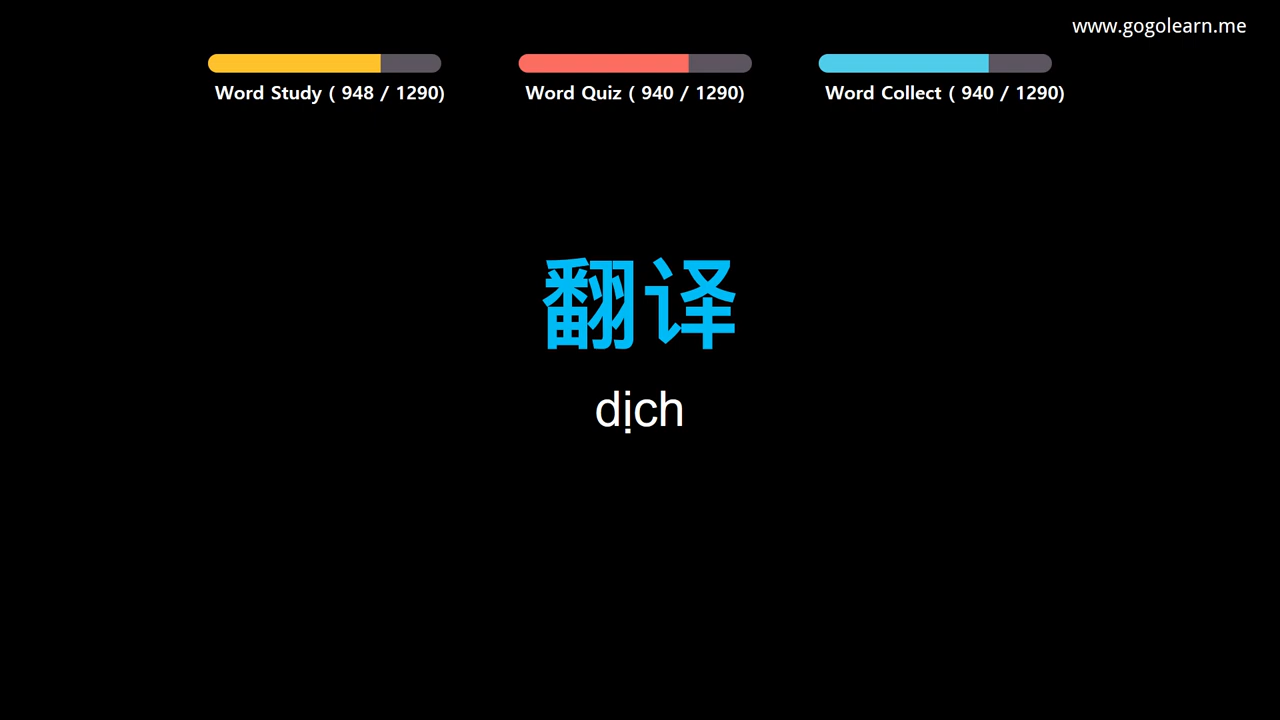 www.gogolearn.me
Word Study ( 948 / 1290)
Word Quiz ( 940 / 1290)
Word Collect ( 940 / 1290)
翻译
dịch